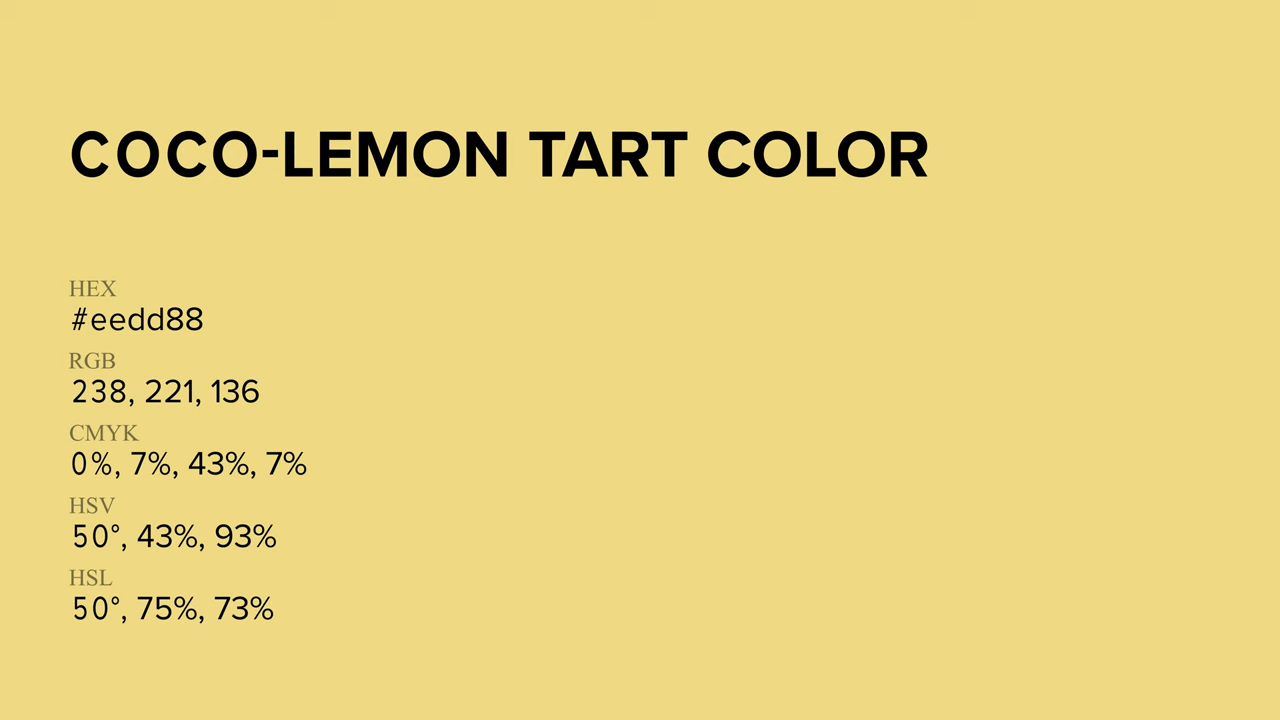 COCO-LEMON TART COLOR
HEX
#eedd88
RGB
238, 221, 136
CMYK
0%, 7%, 43%, 7%
HSV
50°, 43%, 93%
HSL
50°, 75%, 73%